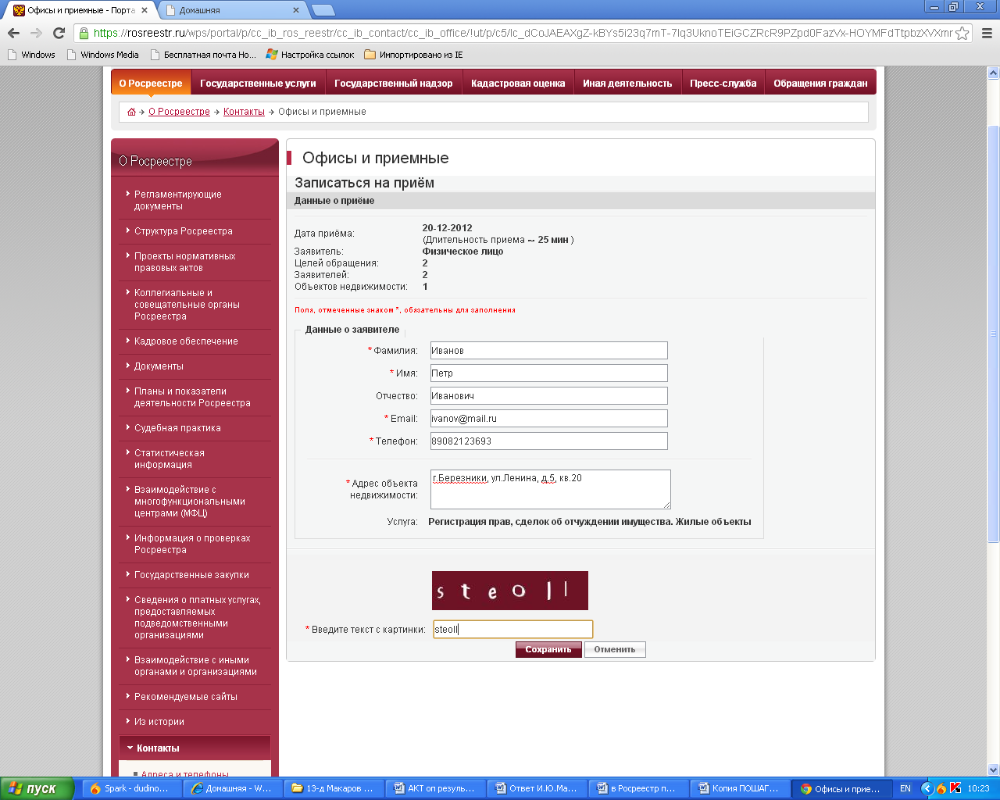 Офисы и приемные - Порта
Домашняя
https://rosreestr.ru/wps/portal/p/cc_ib_ros_reestr/cc_ib_contact/cc_ib_office/!ut/p/c5/
Windows
Windows Media
Бесплатная почта Но...
Настройка ссылок
Импортировано из IE
О Росреестре
Государственные услуги
Государственный надзор
Кадастровая оценка
Иная деятельность
Пресс-служба
Обращения граждан
О Росреестре
Контакты
Офисы и приемные
О Росреестре
Регламентирующие
документы
Структура Росреестра
Проекты нормативных
правовых актов
Коллегиальные и
совещательные органы
Росреестра
Кадровое обеспечение
Документы
Планы и показатели
деятельности Росреестра
Судебная практика
Статистическая
информация
Взаимодействие с
многофункциональными
центрами (МФЦ)
Информация о проверках
Росреестра
Государственные закупки
Сведения о платных услугах,
предоставляемых
подведомственными
организациями
Взаимодействие с иными
органами и организациями
Рекомендуемые сайты
Из истории
Контакты
Адреса и телефоны
Офисы и приемные
Записаться на приём
Данные о приёме
Дата приёма: 20-12-2012
(Длительность приема ~ 25 мин )
Заявитель: Физическое лицо
Целей обращения: 2
Заявителей: 2
Объектов недвижимости: 1
Поля, отмеченные знаком *, обязательны для заполнения
Данные о заявителе
* Фамилия: Иванов
* Имя: Петр
Отчество: Иванович
* Email: ivanov@mail.ru
* Телефон: 89082123693
* Адрес объекта
недвижимости:
г.Березники, ул.Ленина, д.5, кв.20
Услуга: Регистрация прав, сделок об отчуждении имущества. Жилые объекты
steoll
* Введите текст с картинки: steoll
Сохранить
Отменить
пуск
Spark - dudino...
Домашняя - W...
13-д Макаров ...
АКТ оп резуль...
Ответ И.Ю.Ма...
в Росреестр п...
Копия ПОШАГ...
Офисы и прие...
EN
10:23